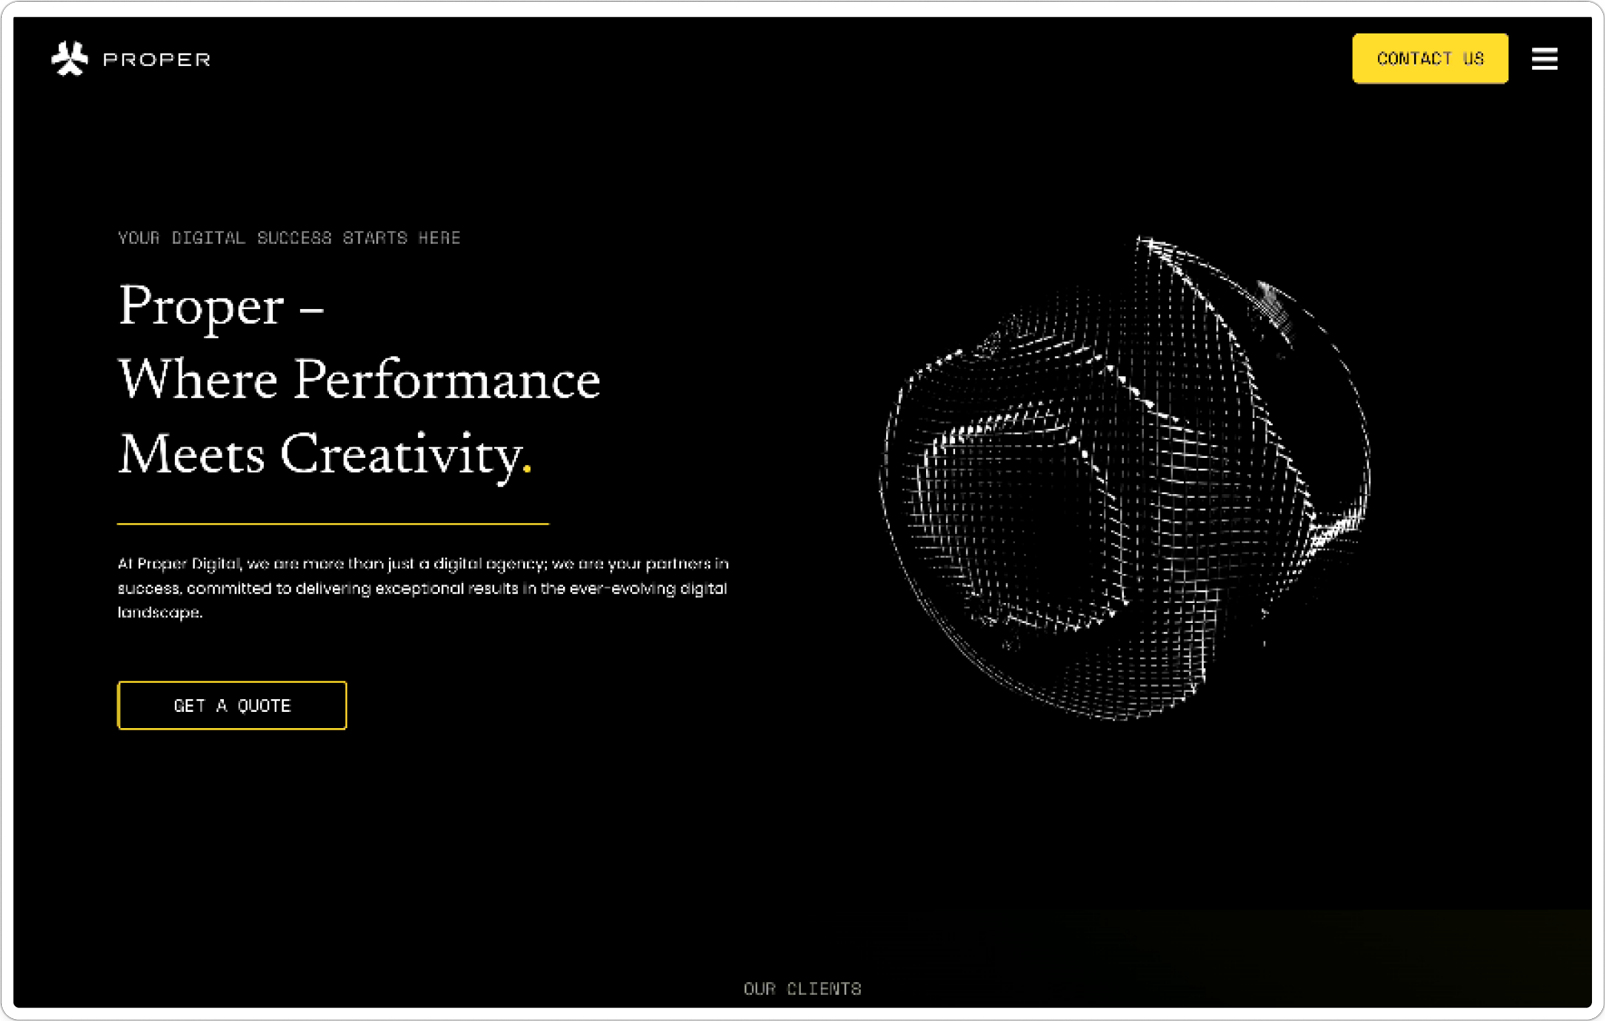 PROPER
CONTACT US
YOUR DIGITAL SUCCESS STARTS HERE
Proper –
Where Performance
Meets Creativity.
At Proper Digital, we are more than just a digital agency; we are your partners in
success, committed to delivering exceptional results in the ever-evolving digital
landscape.
GET A QUOTE
OUR CLIENTS